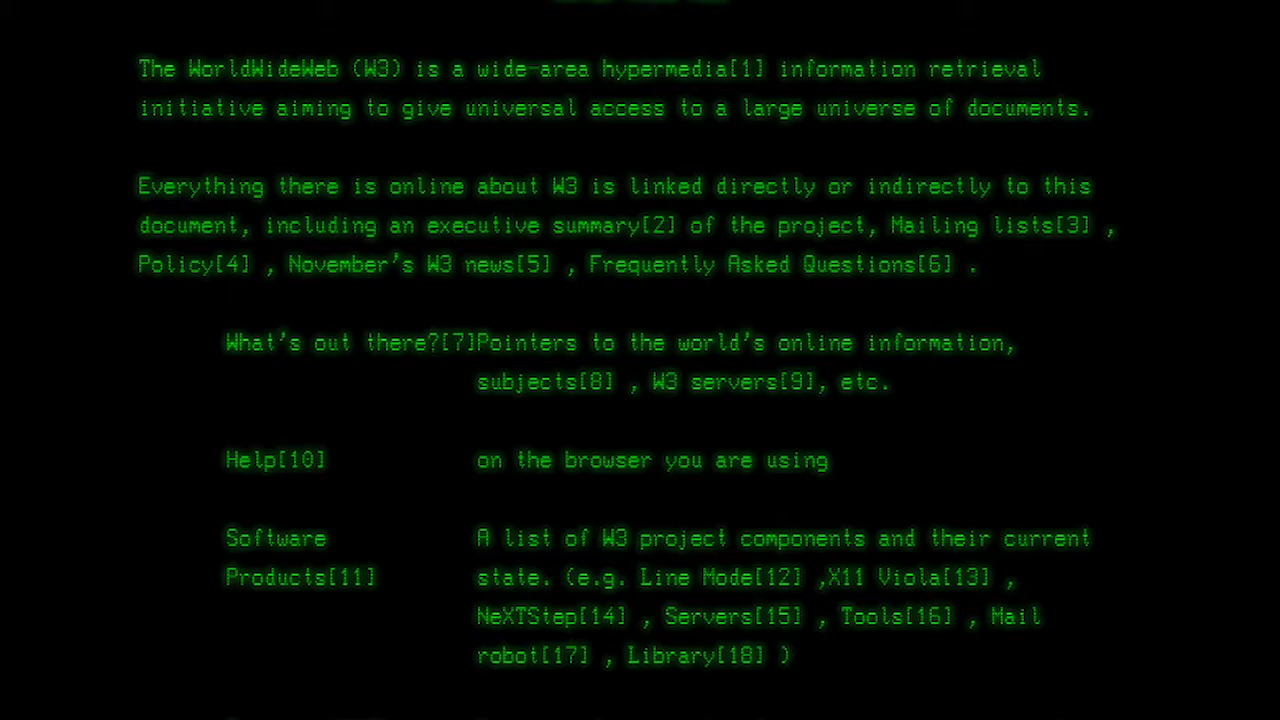 The WorldWideWeb (W3) is a wide-area hypermedia[1] information retrieval
initiative aiming to give universal access to a large universe of documents.
Everything there is online about W3 is linked directly or indirectly to this
document, including an executive summary[2] of the project, Mailing lists[3] ,
Policy[4] , November's W3 news[5] , Frequently Asked Questions[6] .
What's out there?[7]Pointers to the world's online information,
subjects[8] , W3 servers[9], etc.
Help[10] on the browser you are using
Software A list of W3 project components and their current
Products[11] state. (e.g. Line Mode[12] ,X11 Viola[13] ,
NeXTStep[14] , Servers[15] , Tools[16] , Mail
robot[17] , Library[18] )